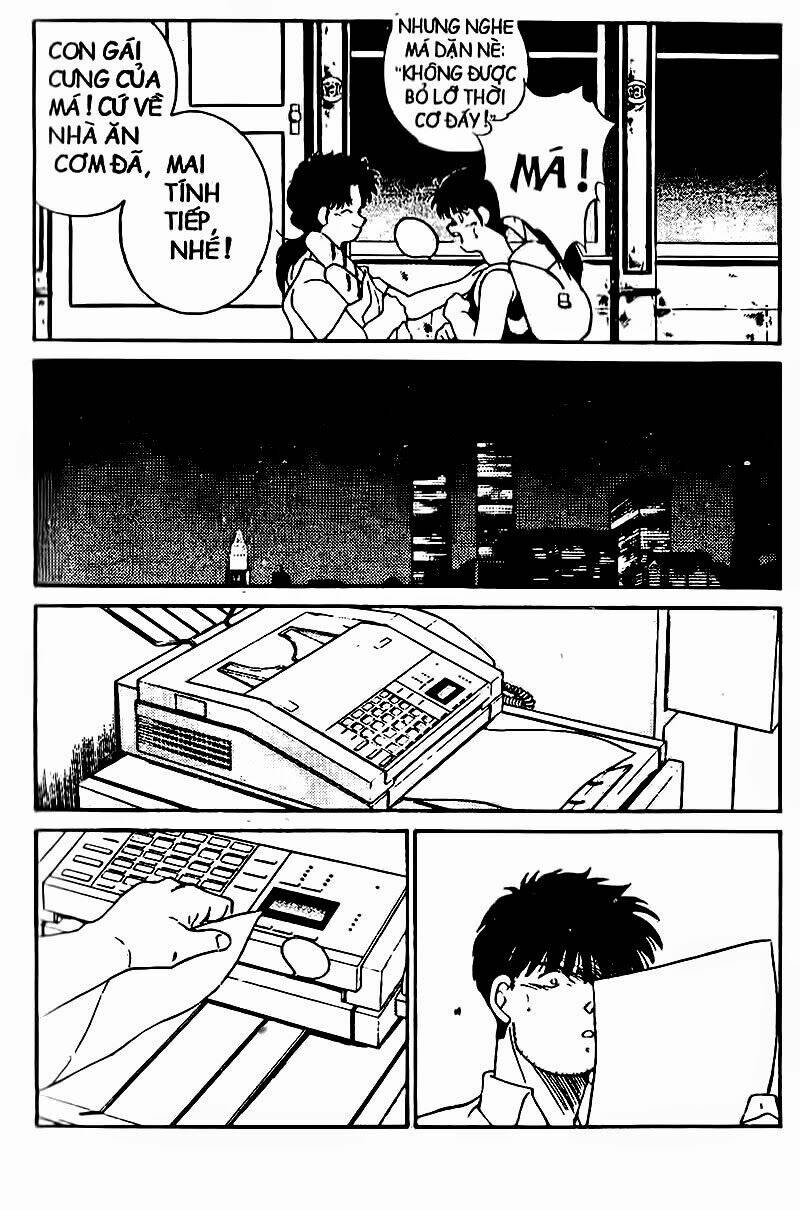 CON GÁI
CƯNG CỦA
MÁ! CỨ VỀ
NHÀ ĂN
CƠM ĐÃ,
MAI
TÍNH
TIẾP,
NHÉ!
NHƯNG NGHE
MÁ DẶN NÈ:
"KHÔNG ĐƯỢC
BỎ LỠ THỜI
CƠ ĐẤY!"
MÁ!